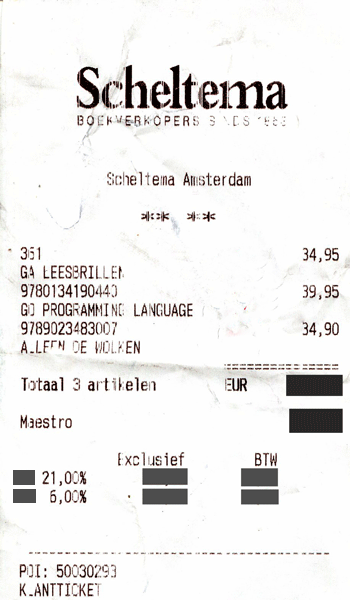 Scheltema
BOEKVERKOPERS SINDS 1853
Scheltema Amsterdam
** **
361 34,95
GA LEESBRILLEN
9780134190440 39,95
GO PROGRAMMING LANGUAGE
9789023483007 34,90
ALLEEN DE WOLKEN
Totaal 3 artikelen EUR
Maestro
Exclusief BTW
21,00%
6,00%
POI: 50030293
KLANTTICKET